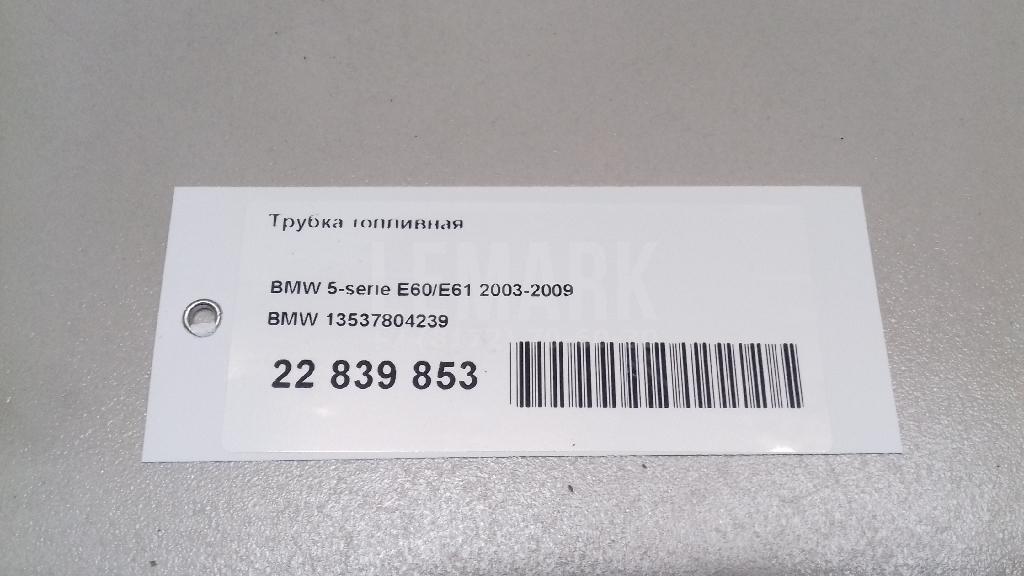 Трубка топливная
LEMARK
BMW 5-serie E60/E61 2003-2009
BMW 13537804239
22 839 853